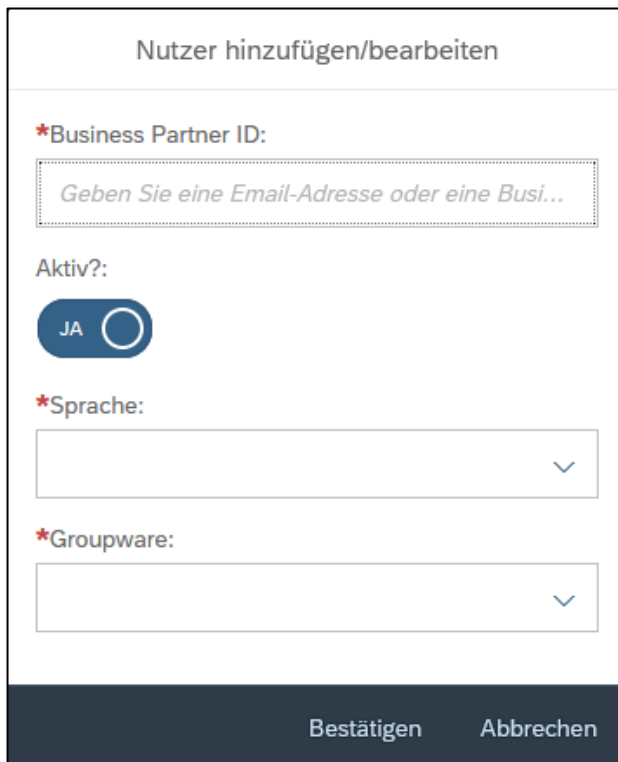 Nutzer hinzufügen/bearbeiten
*Business Partner ID:
Geben Sie eine Email-Adresse oder eine Busi...
Aktiv?:
JA
*Sprache:
*Groupware:
Bestätigen Abbrechen